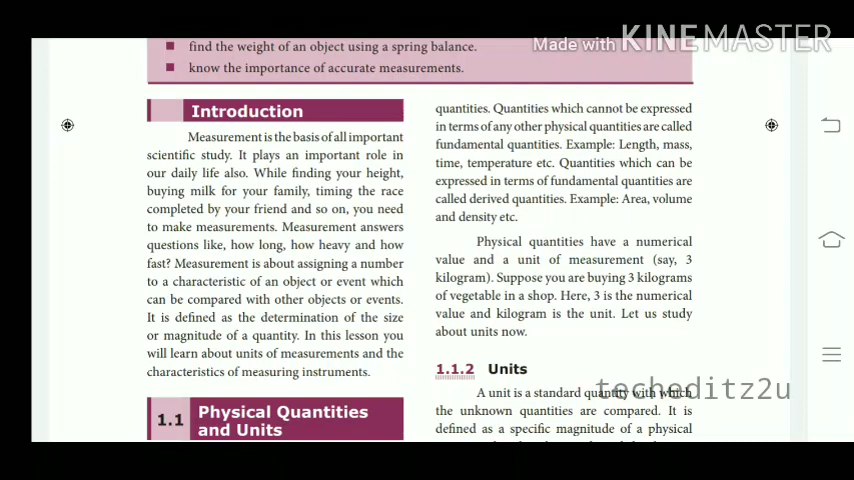 find the weight of an object using a spring balance.
know the importance of accurate measurements.
Made with KINEMASTER
Introduction
Measurement is the basis of all important
scientific study. It plays an important role in
our daily life also. While finding your height,
buying milk for your family, timing the race
completed by your friend and so on, you need
to make measurements. Measurement answers
questions like, how long, how heavy and how
fast? Measurement is about assigning a number
to a characteristic of an object or event which
can be compared with other objects or events.
It is defined as the determination of the size
or magnitude of a quantity. In this lesson you
will learn about units of measurements and the
characteristics of measuring instruments.
1.1 Physical Quantities
and Units
quantities. Quantities which cannot be expressed
in terms of any other physical quantities are called
fundamental quantities. Example: Length, mass,
time, temperature etc. Quantities which can be
expressed in terms of fundamental quantities are
called derived quantities. Example: Area, volume
and density etc.
Physical quantities have a numerical
value and a unit of measurement (say, 3
kilogram). Suppose you are buying 3 kilograms
of vegetable in a shop. Here, 3 is the numerical
value and kilogram is the unit. Let us study
about units now.
1.1.2 Units
techeditz2u
A unit is a standard quantity with which
the unknown quantities are compared. It is
defined as a specific magnitude of a physical